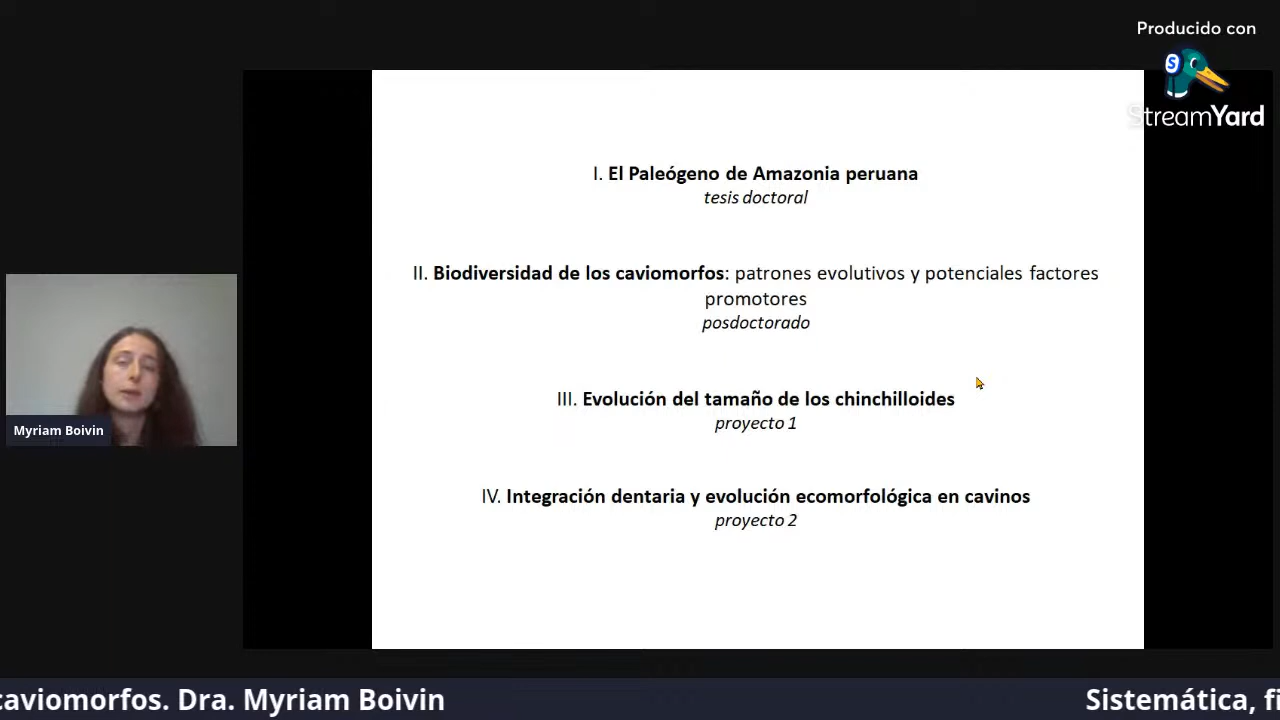 Producido con
StreamYard
I. El Paleógeno de Amazonia peruana
tesis doctoral
II. Biodiversidad de los caviomorfos: patrones evolutivos y potenciales factores
promotores
posdoctorado
III. Evolución del tamaño de los chinchilloides
proyecto 1
IV. Integración dentaria y evolución ecomorfológica en cavinos
proyecto 2
Myriam Boivin
caviomorfos. Dra. Myriam Boivin
Sistemática, fi